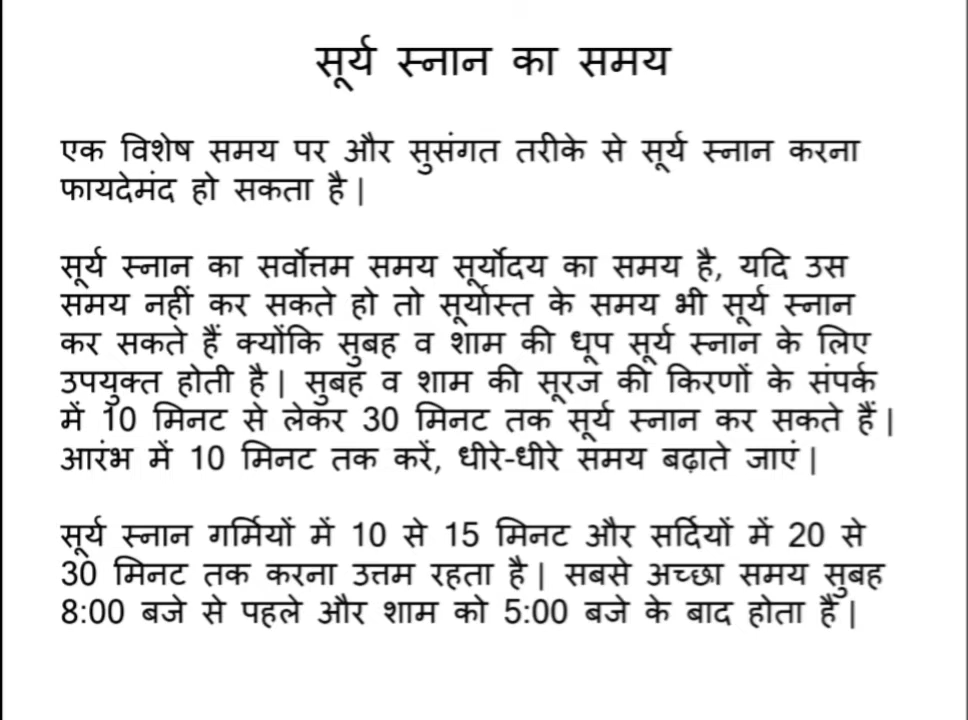 सूर्य स्नान का समय
एक विशेष समय पर और सुसंगत तरीके से सूर्य स्नान करना
फायदेमंद हो सकता है |
सूर्य स्नान का सर्वोत्तम समय सूर्योदय का समय है, यदि उस
समय नहीं कर सकते हो तो सूर्यास्त के समय भी सूर्य स्नान
कर सकते हैं क्योंकि सुबह व शाम की धूप सूर्य स्नान के लिए
उपयुक्त होती है | सुबह व शाम की सूरज की किरणों के संपर्क
में 10 मिनट से लेकर 30 मिनट तक सूर्य स्नान कर सकते हैं |
आरंभ में 10 मिनट तक करें, धीरे-धीरे समय बढ़ाते जाएं |
सूर्य स्नान गर्मियों में 10 से 15 मिनट और सर्दियों में 20 से
30 मिनट तक करना उत्तम रहता है | सबसे अच्छा समय सुबह
8:00 बजे से पहले और शाम को 5:00 बजे के बाद होता हैं |